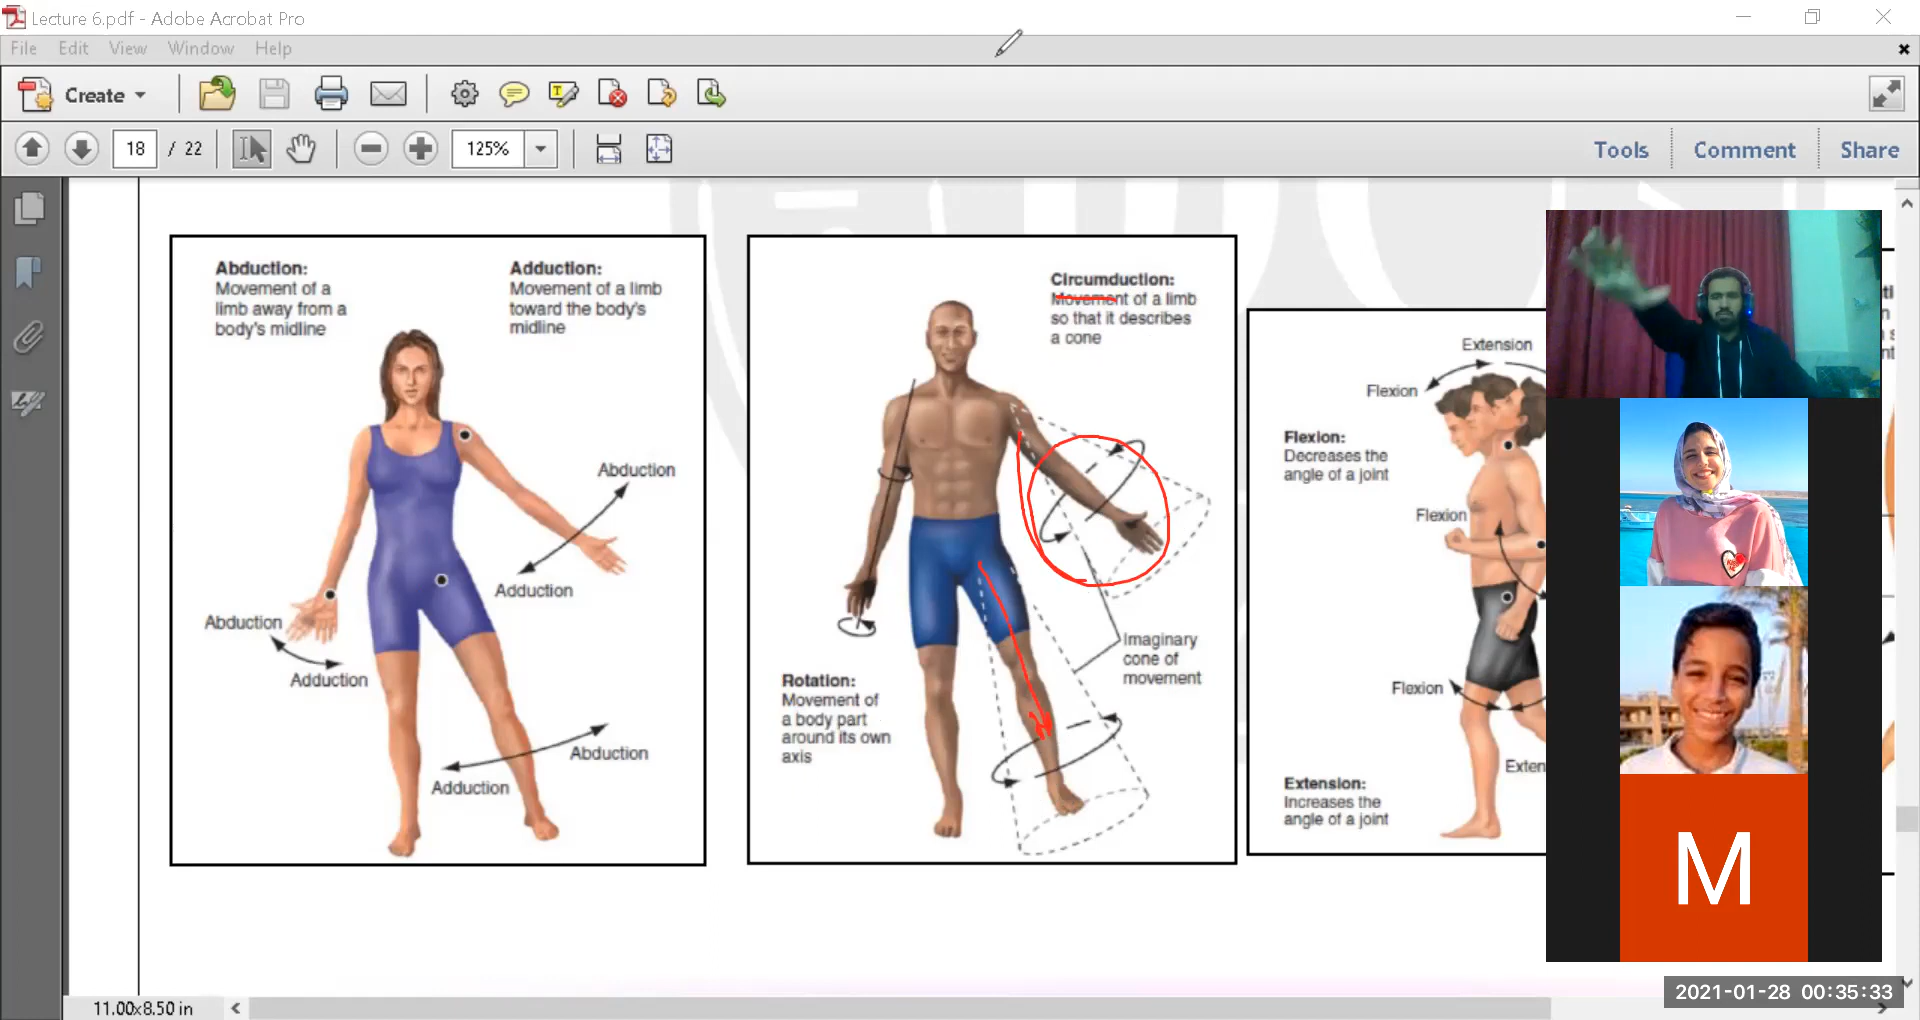 Lecture 6.pdf - Adobe Acrobat Pro
File Edit View Window Help
Create
18 / 22
125%
Tools Comment Share
Abduction:
Movement of a
limb away from a
body's midline
Adduction:
Movement of a limb
toward the body's
midline
Abduction
Adduction
Abduction
Adduction
Abduction
Adduction
Circumduction:
Movement of a limb
so that it describes
a cone
Imaginary
cone of
movement
Rotation:
Movement of
a body part
around its own
axis
Extension
Flexion
Flexion:
Decreases the
angle of a joint
Flexion
Flexion
Exten
Extension:
Increases the
angle of a joint
M
11.00x8.50 in
2021-01-28 00:35:33